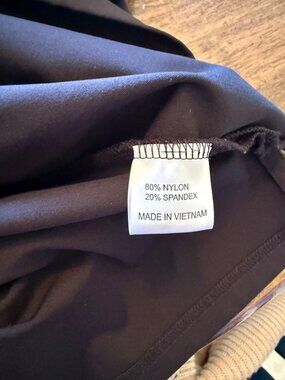 80% NYLON
20% SPANDEX
MADE IN VIETNAM